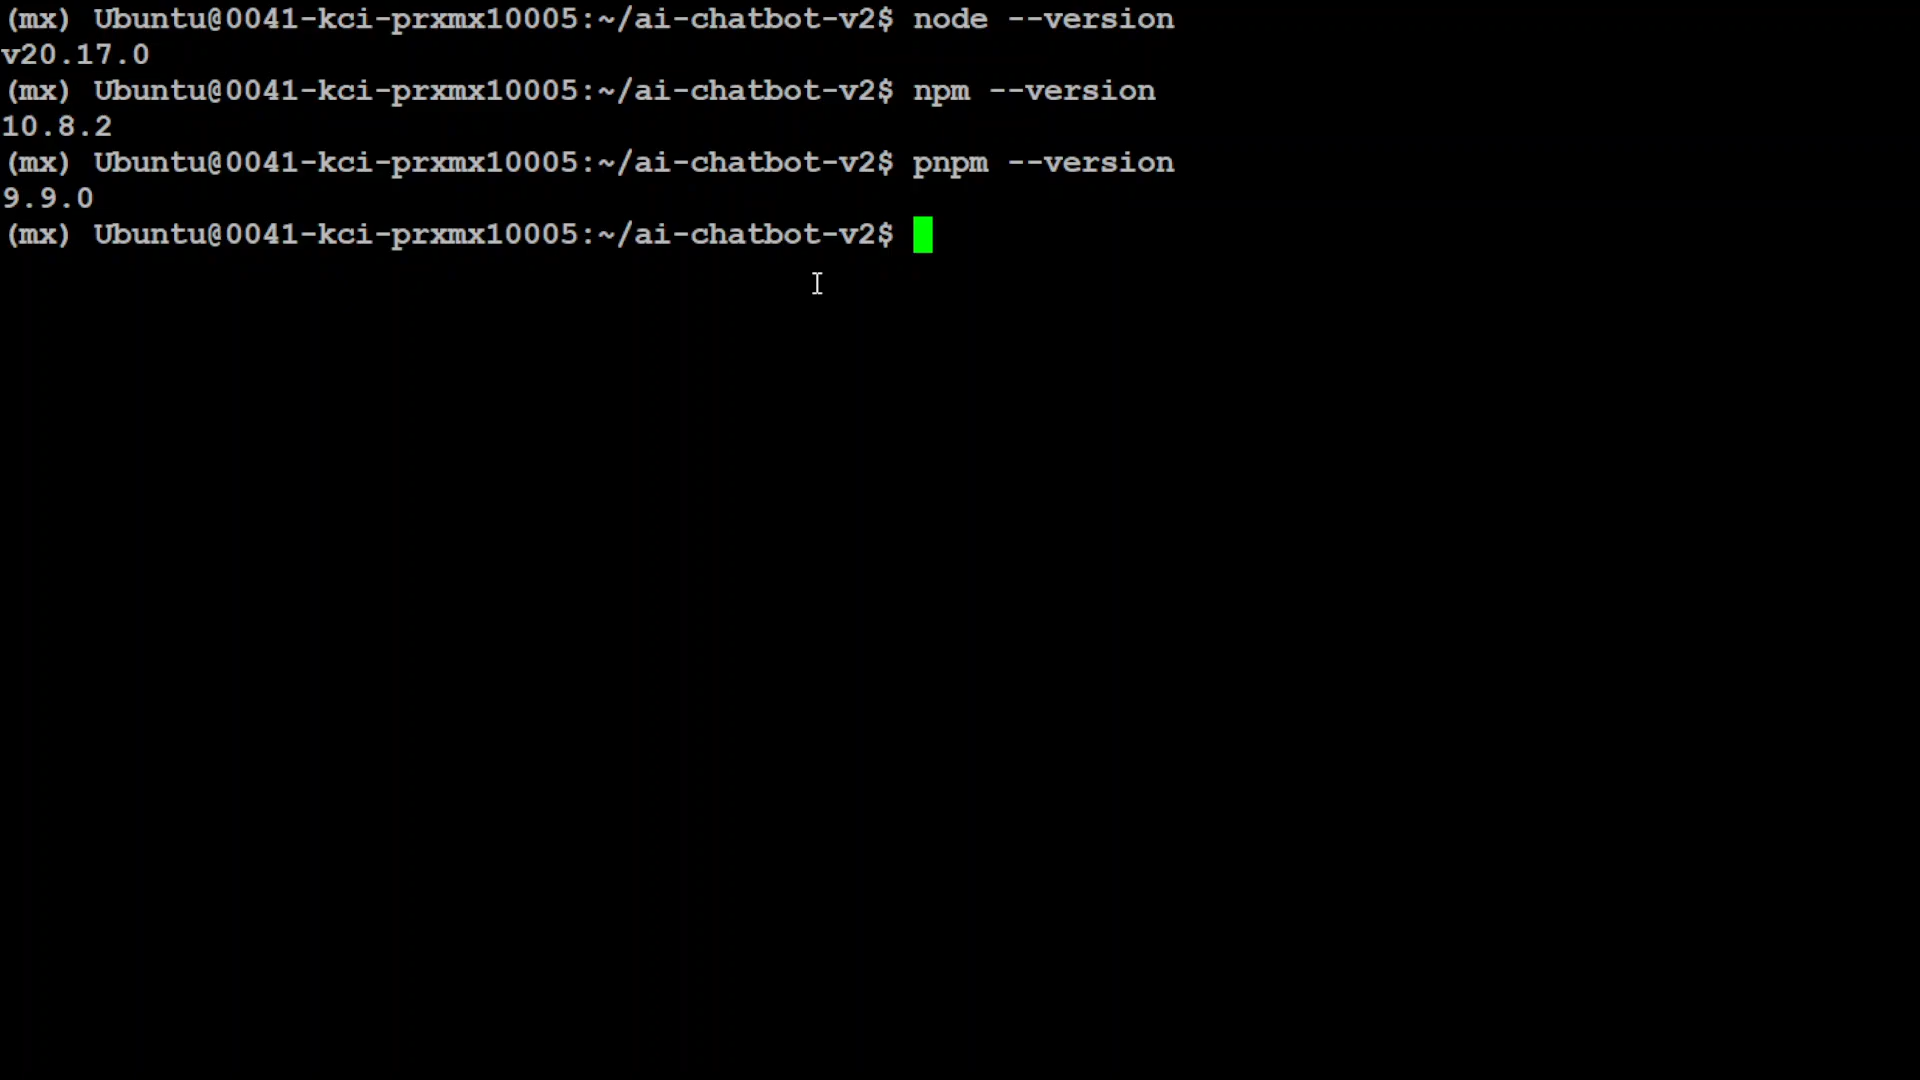 (mx) Ubuntu@0041-kci-prxmx10005:~/ai-chatbot-v2$ node --version
v20.17.0
(mx) Ubuntu@0041-kci-prxmx10005:~/ai-chatbot-v2$ npm --version
10.8.2
(mx) Ubuntu@0041-kci-prxmx10005:~/ai-chatbot-v2$ pnpm --version
9.9.0
(mx) Ubuntu@0041-kci-prxmx10005:~/ai-chatbot-v2$